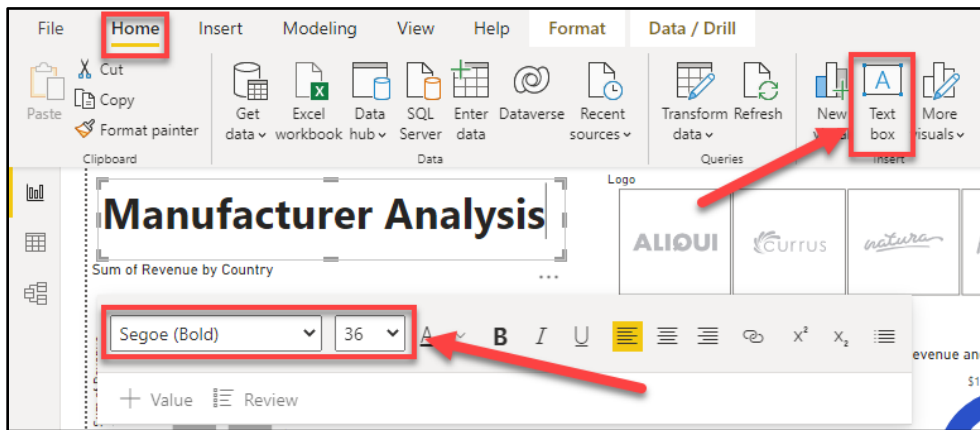 File Home Insert Modeling View Help Format Data / Drill
Paste
Cut
Copy
Format painter
Clipboard
Get data
Excel workbook
Data hub
SQL Server
Enter data
Dataverse
Recent sources
Data
Transform data
Refresh
Queries
New
Text box
More visuals
Insert
Manufacturer Analysis
Logo
ALIQUI
Currus
natura
Sum of Revenue by Country
Segoe (Bold) 36 A B I U x² x₂
+ Value Review
evenue an
$1